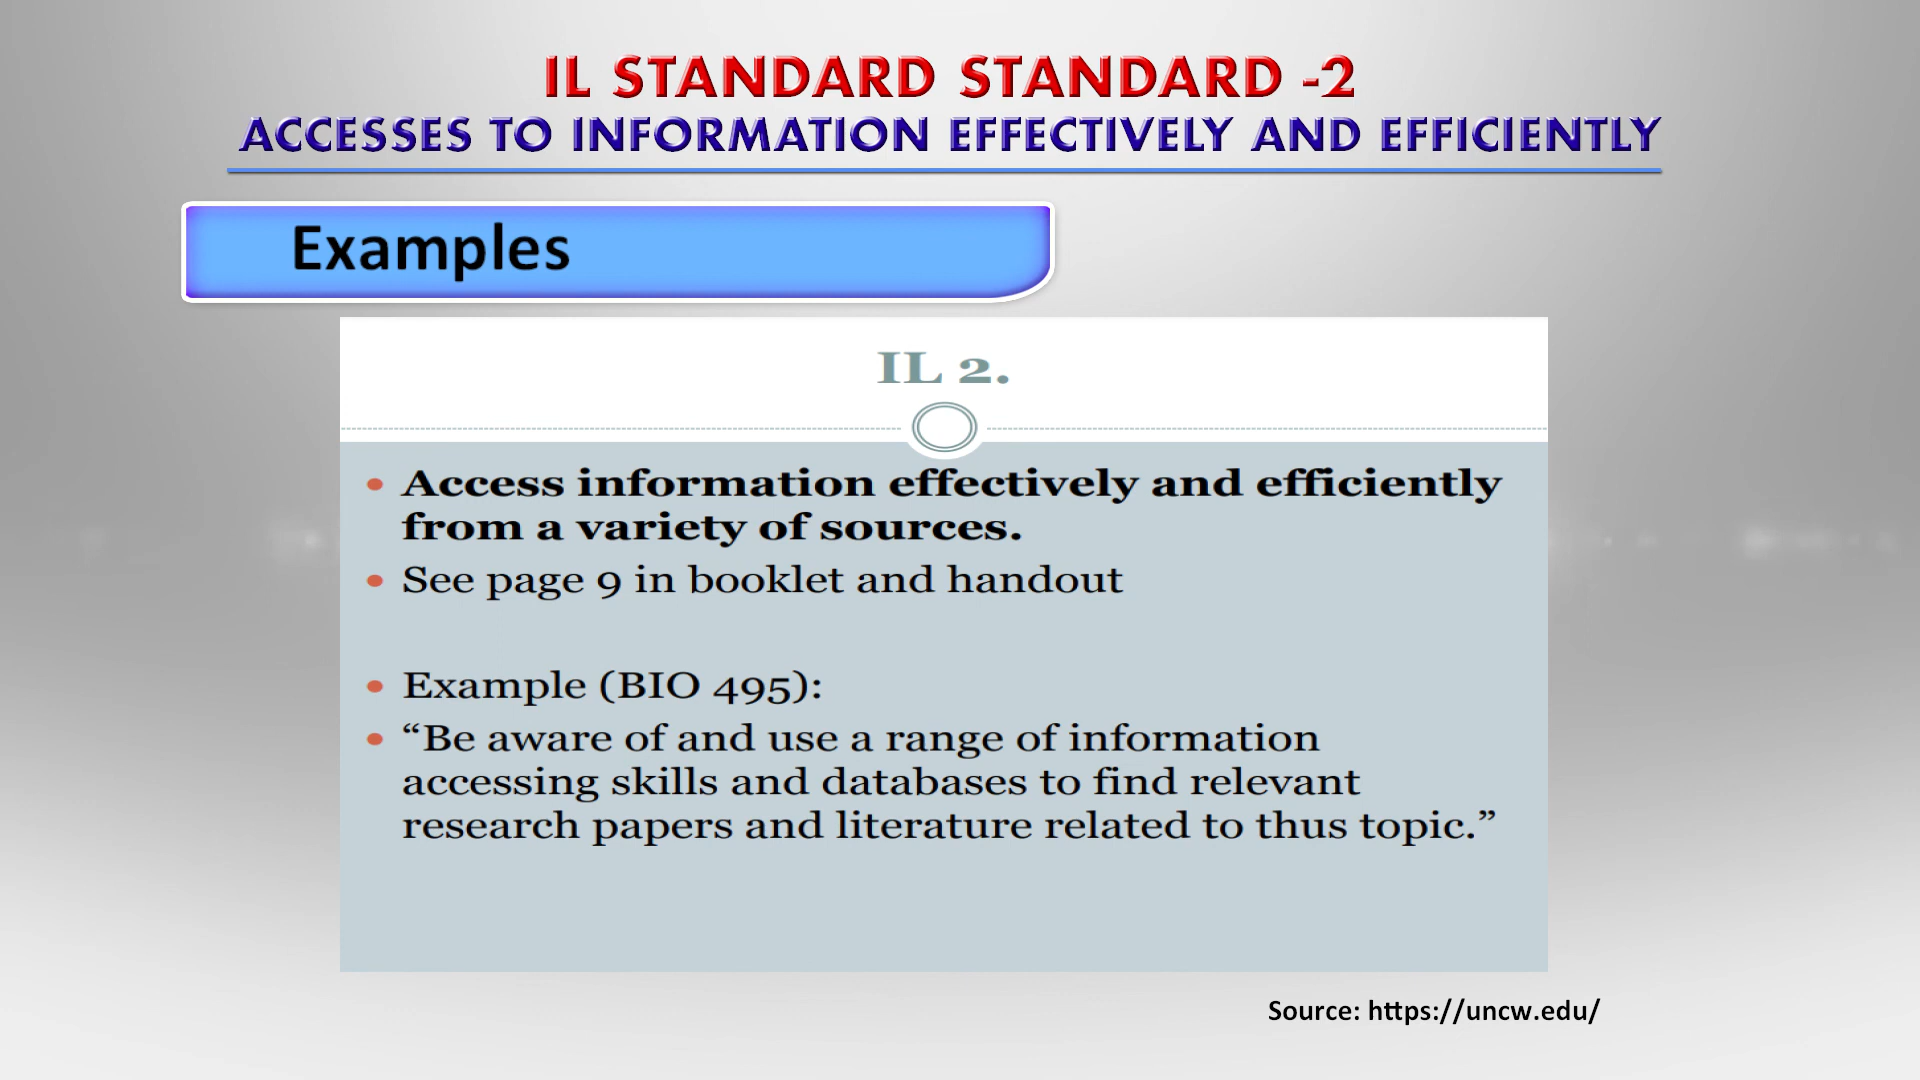 IL STANDARD STANDARD -2
ACCESSES TO INFORMATION EFFECTIVELY AND EFFICIENTLY
Examples
IL 2.
• Access information effectively and efficiently
from a variety of sources.
• See page 9 in booklet and handout
• Example (BIO 495):
• “Be aware of and use a range of information
accessing skills and databases to find relevant
research papers and literature related to thus topic.”
Source: https://uncw.edu/